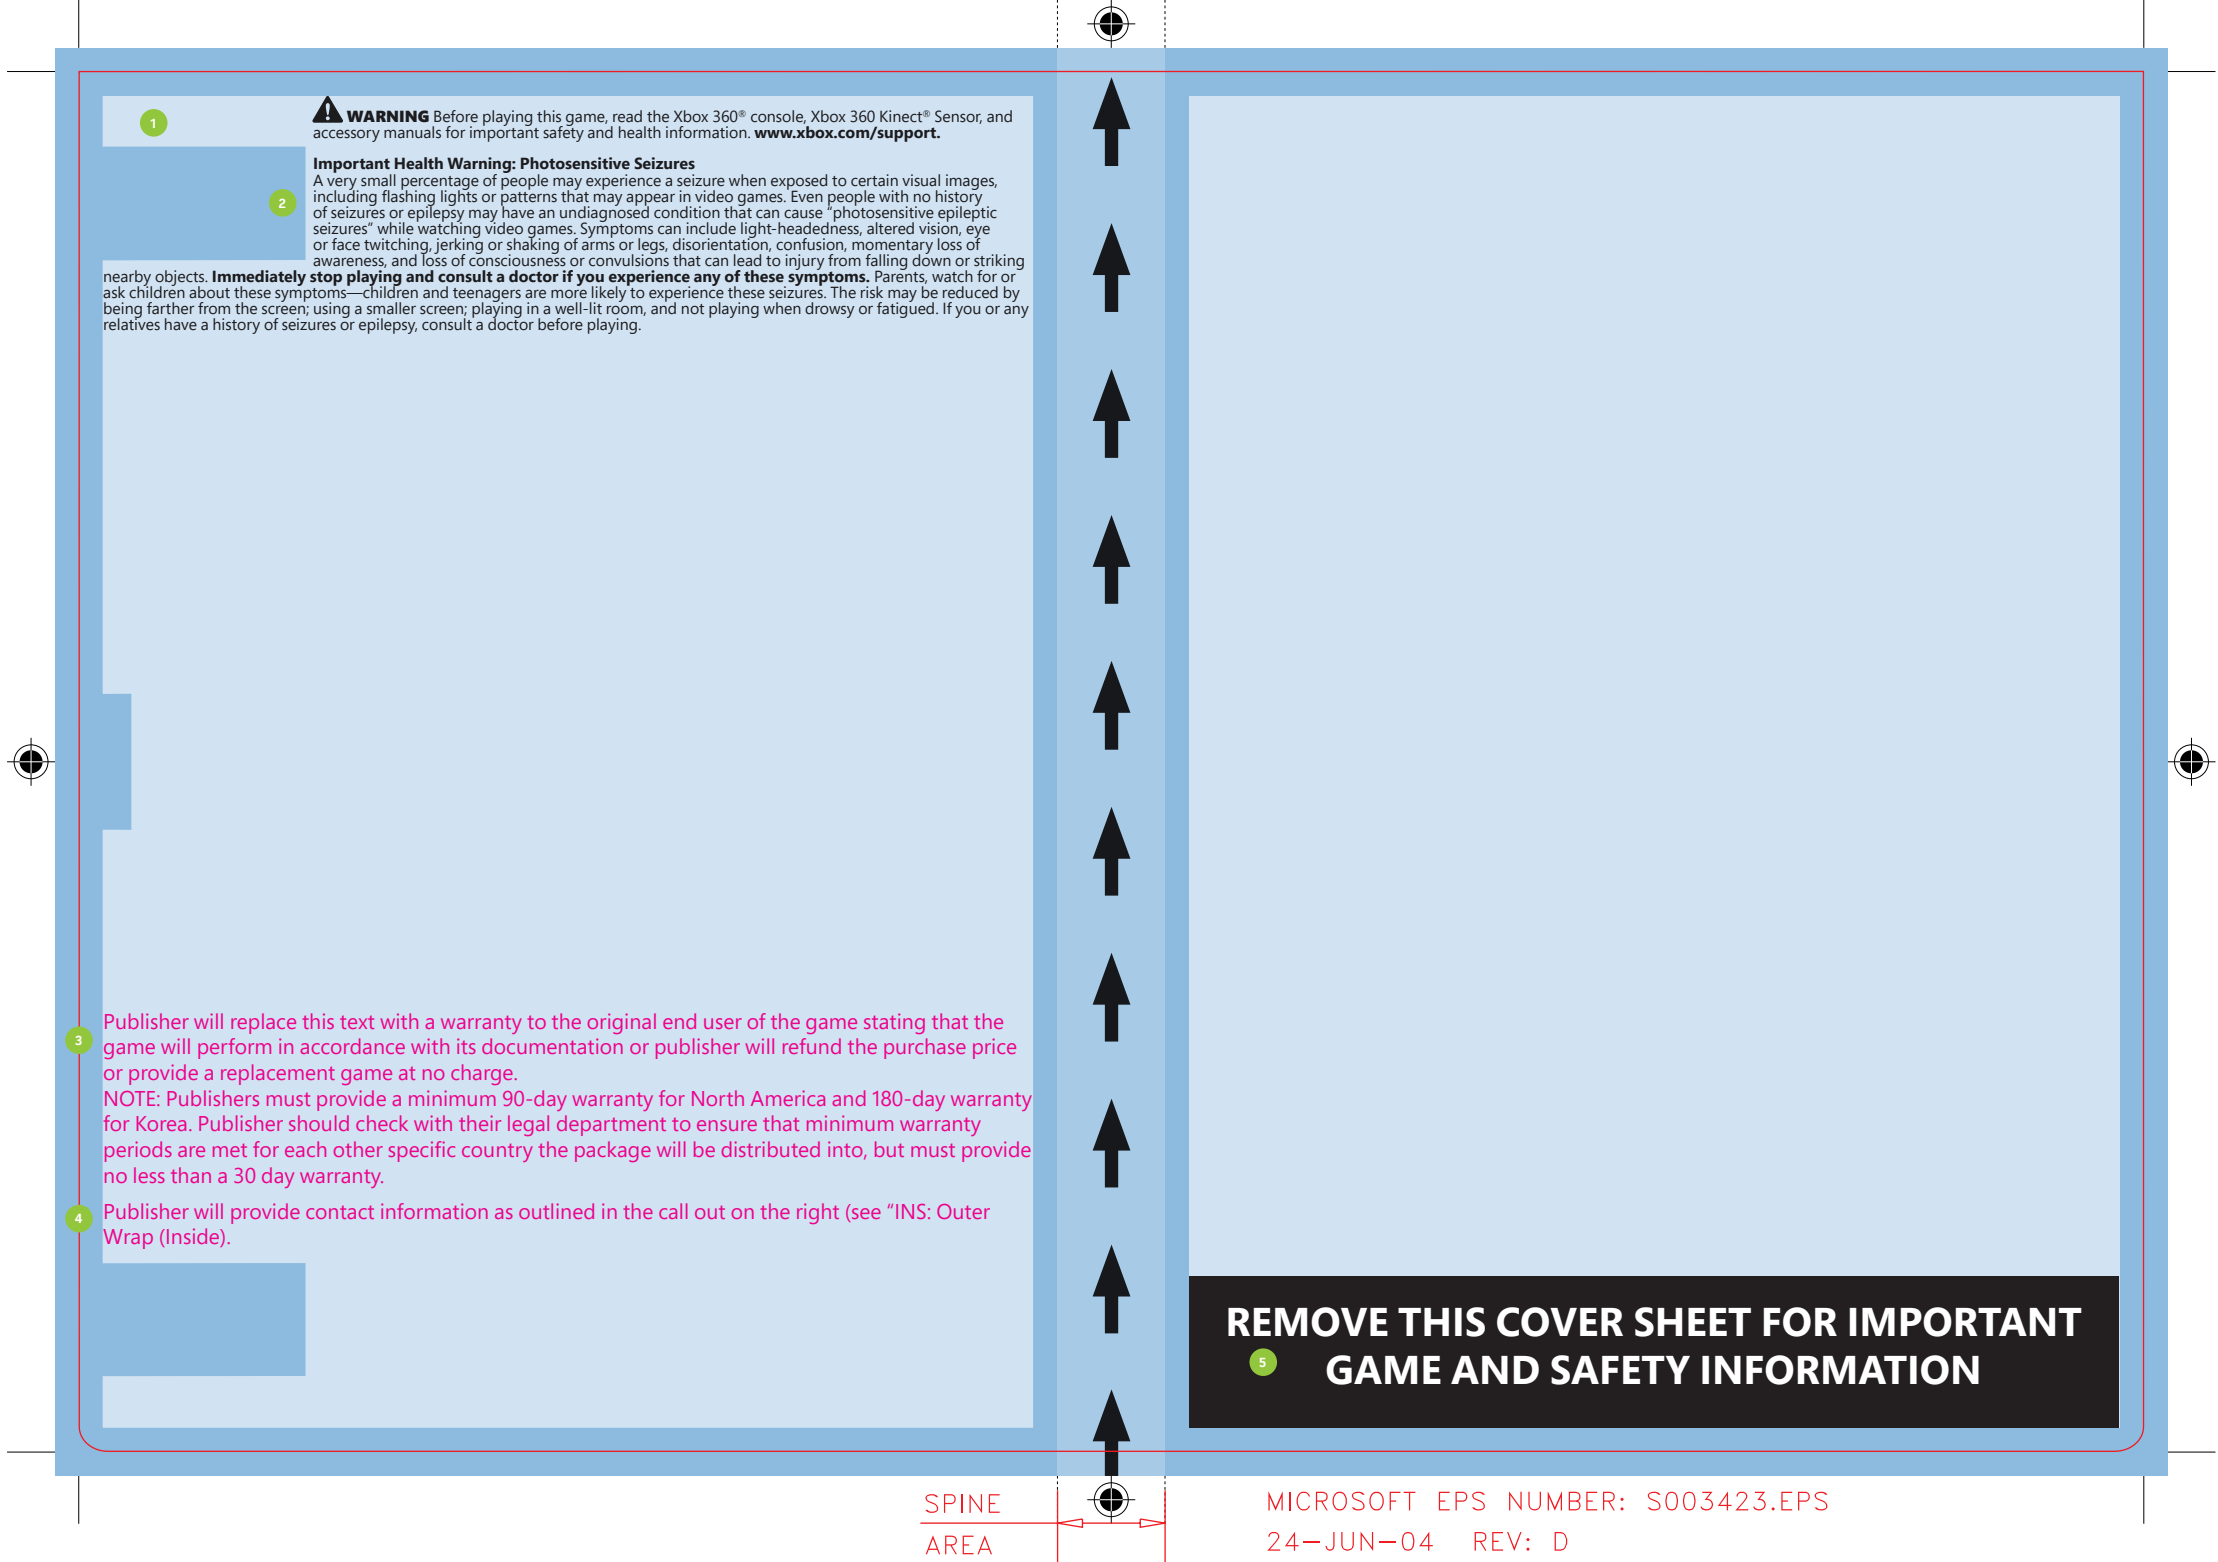 1
WARNING Before playing this game, read the Xbox 360® console, Xbox 360 Kinect® Sensor, and
accessory manuals for important safety and health information. www.xbox.com/support.
Important Health Warning: Photosensitive Seizures
A very small percentage of people may experience a seizure when exposed to certain visual images,
including flashing lights or patterns that may appear in video games. Even people with no history
2
of seizures or epilepsy may have an undiagnosed condition that can cause “photosensitive epileptic
seizures” while watching video games. Symptoms can include light-headedness, altered vision, eye
or face twitching, jerking or shaking of arms or legs, disorientation, confusion, momentary loss of
awareness, and loss of consciousness or convulsions that can lead to injury from falling down or striking
nearby objects. Immediately stop playing and consult a doctor if you experience any of these symptoms. Parents, watch for or
ask children about these symptoms—children and teenagers are more likely to experience these seizures. The risk may be reduced by
being farther from the screen; using a smaller screen; playing in a well-lit room, and not playing when drowsy or fatigued. If you or any
relatives have a history of seizures or epilepsy, consult a doctor before playing.
Publisher will replace this text with a warranty to the original end user of the game stating that the
3
game will perform in accordance with its documentation or publisher will refund the purchase price
or provide a replacement game at no charge.
NOTE: Publishers must provide a minimum 90-day warranty for North America and 180-day warranty
for Korea. Publisher should check with their legal department to ensure that minimum warranty
periods are met for each other specific country the package will be distributed into, but must provide
no less than a 30 day warranty.
4
Publisher will provide contact information as outlined in the call out on the right (see “INS: Outer
Wrap (Inside).
REMOVE THIS COVER SHEET FOR IMPORTANT
5
GAME AND SAFETY INFORMATION
SPINE
AREA
MICROSOFT EPS NUMBER: S003423.EPS
24-JUN-04 REV: D